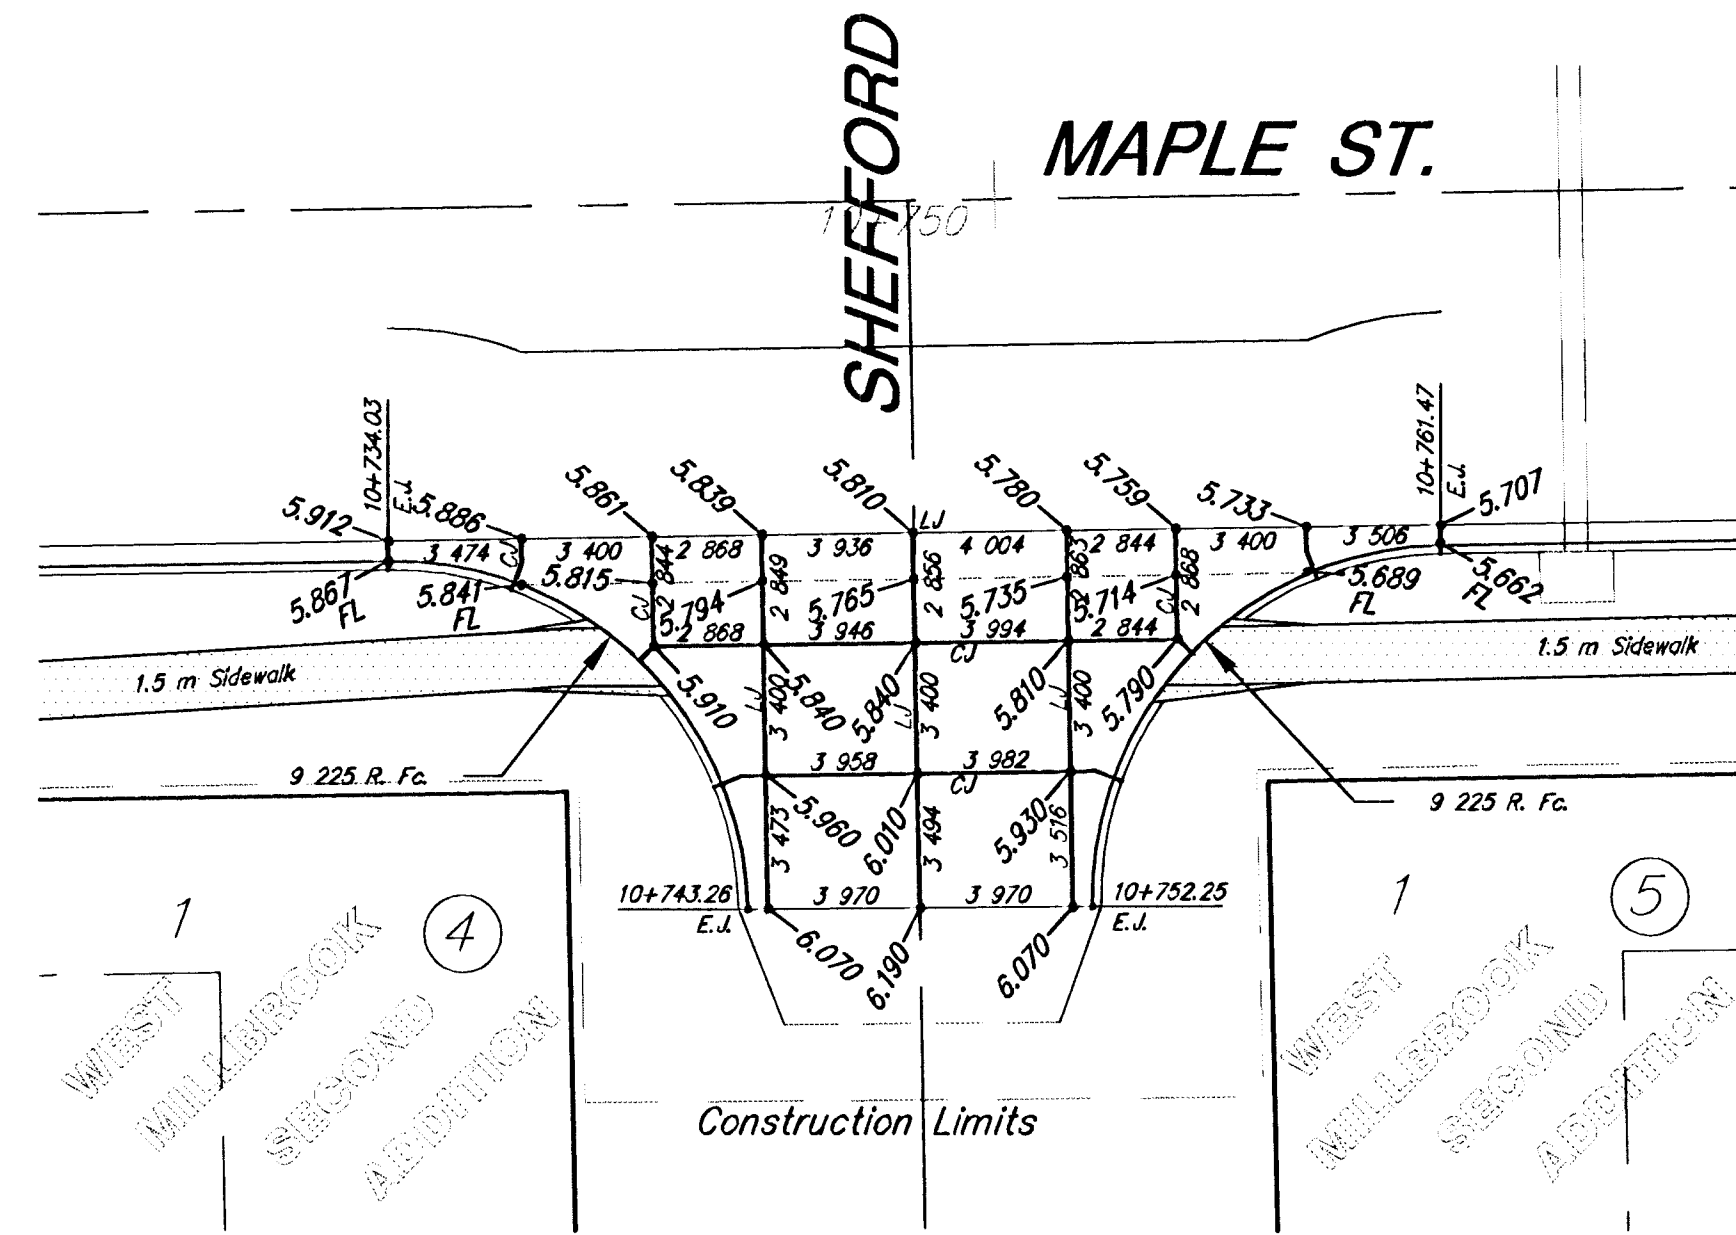 SHEFFORD
MAPLE ST.
10+750
10+734.03
E.J.
10+761.47
E.J.
5.912
5.886
5.861
5.839
5.810
5.780
5.759
5.733
5.707
LJ
3 474
CJ
3 400
2 868
3 936
4 004
2 844
3 400
3 506
5.867
FL
5.841
FL
5.815
2 844
CJ
5.794
2 849
5.765
2 856
5.735
2 863
5.714
CJ
2 868
5.689
FL
5.662
FL
2 868
3 946
3 994
2 844
CJ
1.5 m Sidewalk
1.5 m Sidewalk
5.910
LJ
3 400
5.840
5.840
LJ
3 400
5.810
LJ
3 400
5.790
9 225 R. Fc.
3 958
3 982
CJ
9 225 R. Fc.
3 473
5.960
6.010
3 494
5.930
3 516
10+743.26
E.J.
3 970
3 970
10+752.25
E.J.
6.070
6.190
6.070
1
4
1
5
WEST
MILLBROOK
SECOND
ADDITION
WEST
MILLBROOK
SECOND
ADDITION
Construction Limits